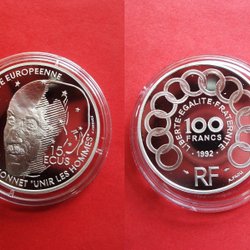 E EUROPEENNE
15
ECUS
ONNET "UNIR LES HOMMES"
LIBERTE·EGALITE·FRATERNITE
100
FRANCS
1992
RF